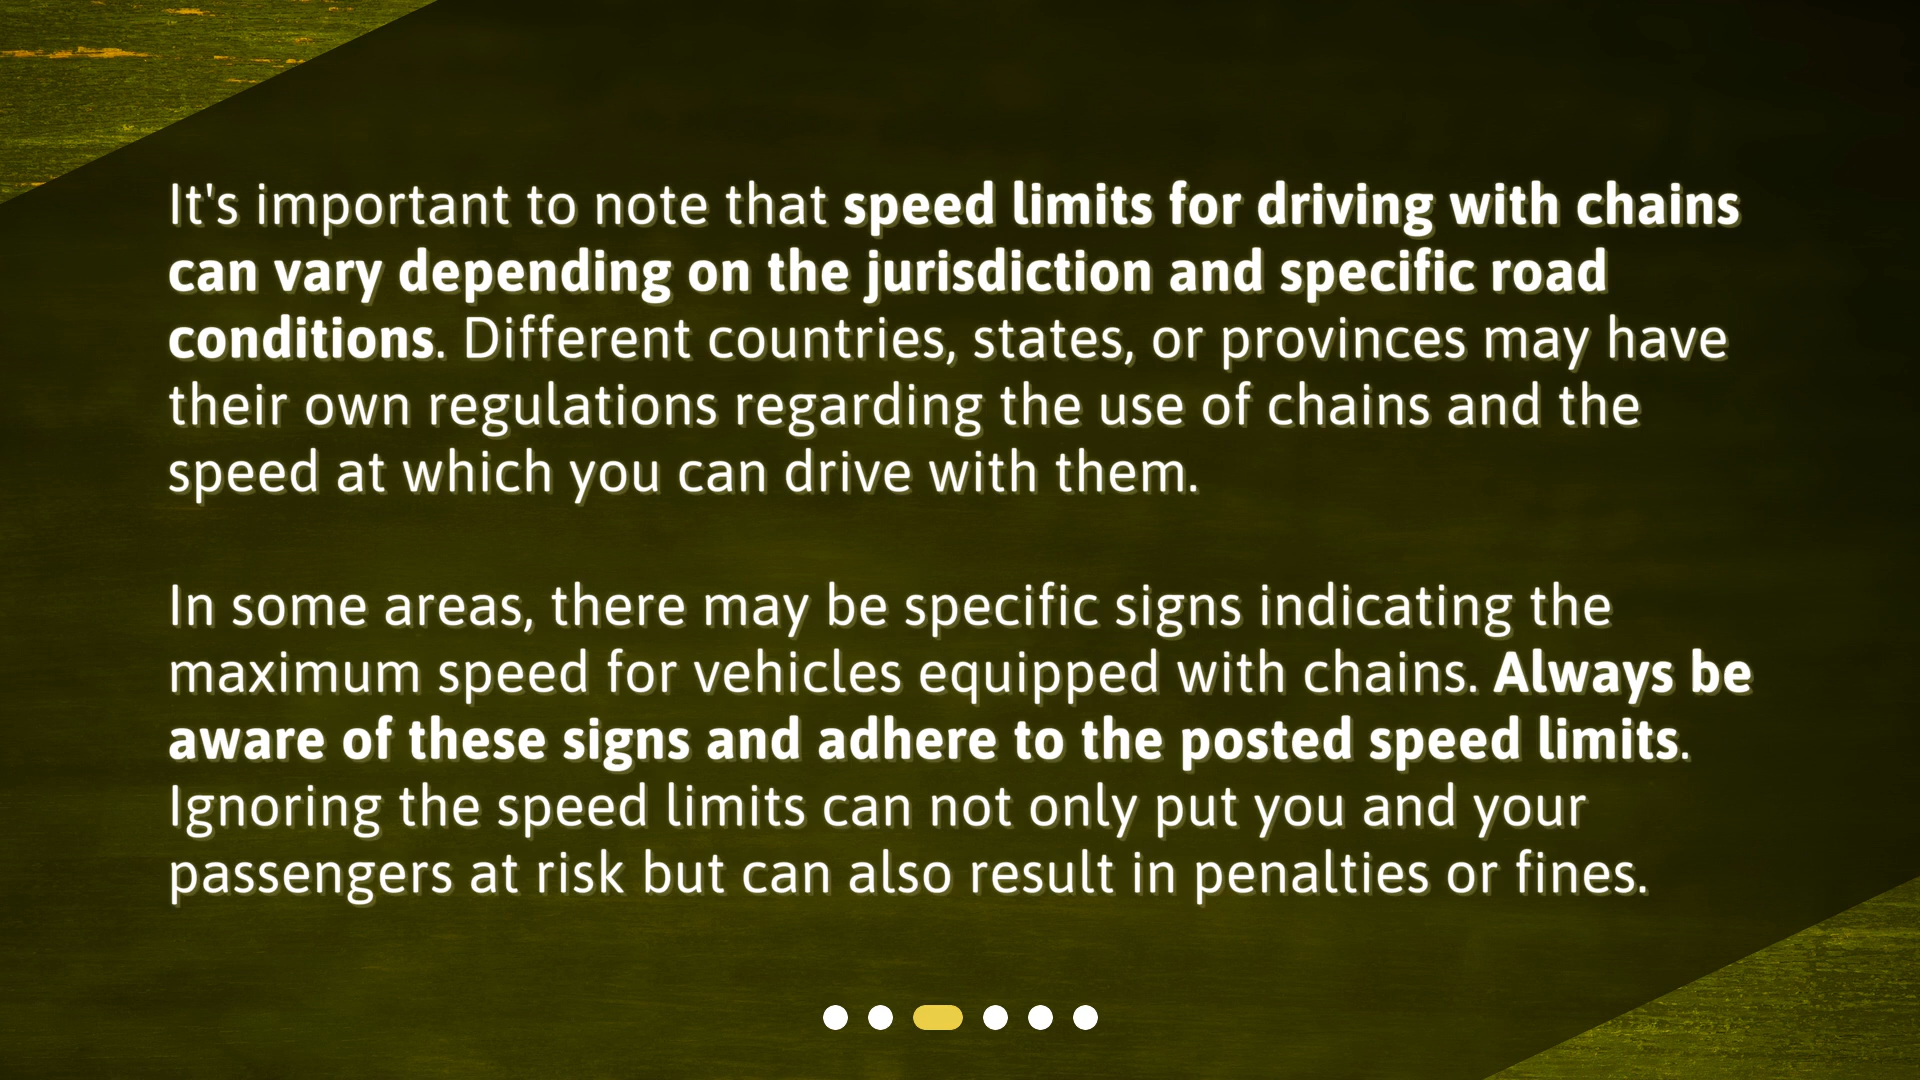 It's important to note that speed limits for driving with chains
can vary depending on the jurisdiction and specific road
conditions. Different countries, states, or provinces may have
their own regulations regarding the use of chains and the
speed at which you can drive with them.
In some areas, there may be specific signs indicating the
maximum speed for vehicles equipped with chains. Always be
aware of these signs and adhere to the posted speed limits.
Ignoring the speed limits can not only put you and your
passengers at risk but can also result in penalties or fines.